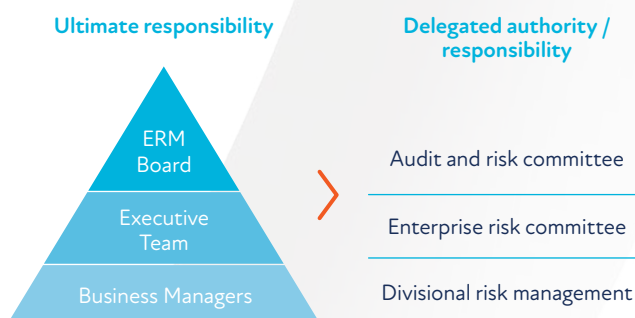 Ultimate responsibility
Delegated authority /
responsibility
ERM
Board
Audit and risk committee
Executive
Team
Enterprise risk committee
Business Managers
Divisional risk management